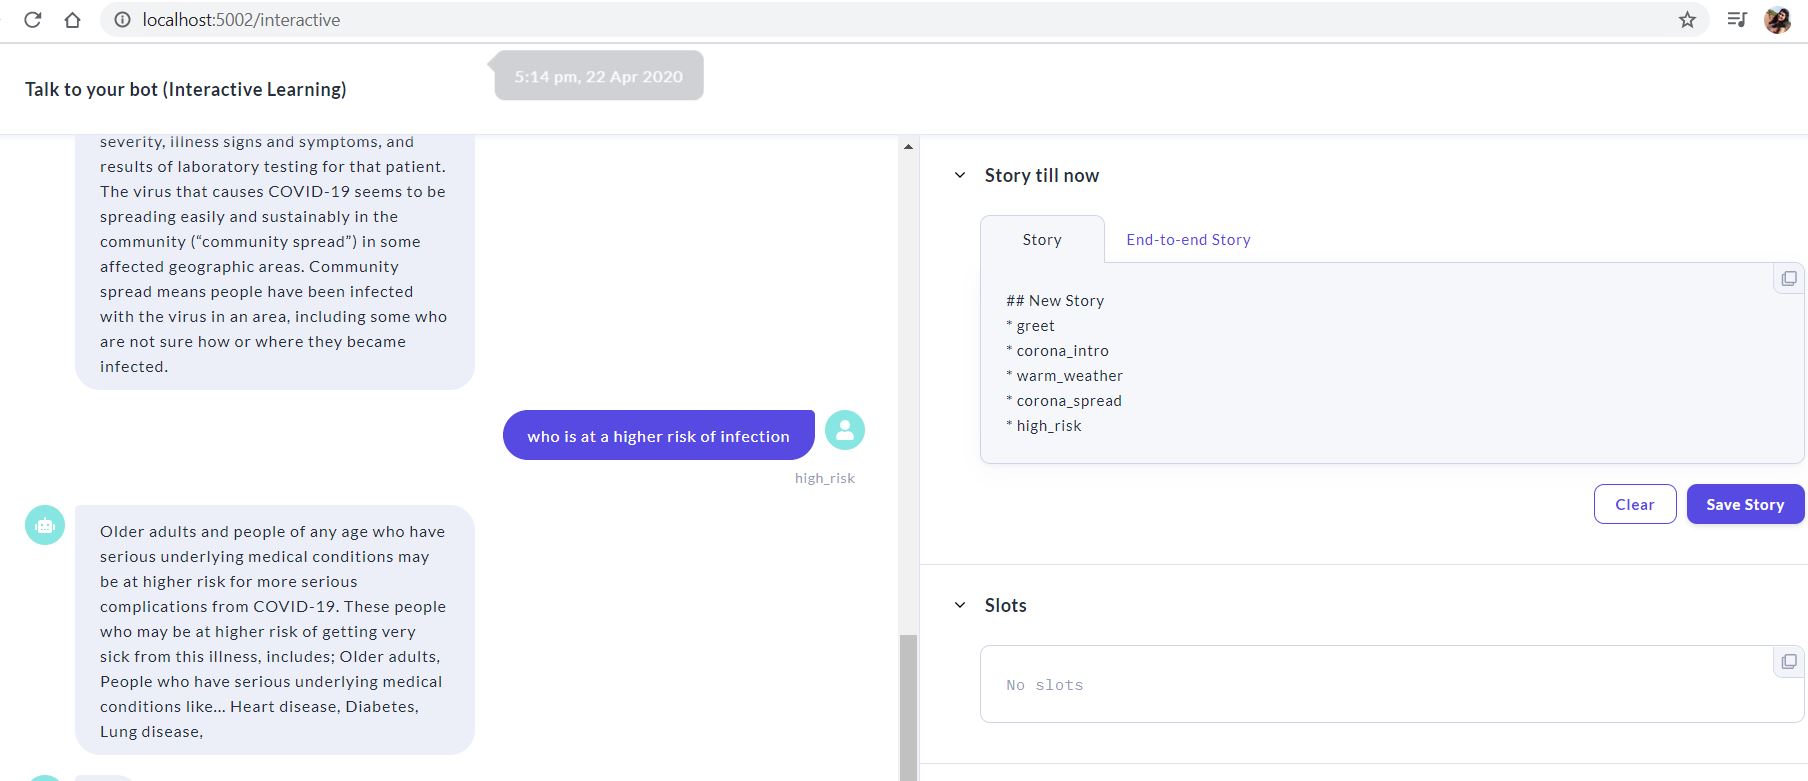 localhost:5002/interactive
Talk to your bot (Interactive Learning)
5:14 pm, 22 Apr 2020
severity, illness signs and symptoms, and
results of laboratory testing for that patient.
The virus that causes COVID-19 seems to be
spreading easily and sustainably in the
community (“community spread”) in some
affected geographic areas. Community
spread means people have been infected
with the virus in an area, including some who
are not sure how or where they became
infected.
who is at a higher risk of infection
high_risk
Older adults and people of any age who have
serious underlying medical conditions may
be at higher risk for more serious
complications from COVID-19. These people
who may be at higher risk of getting very
sick from this illness, includes; Older adults,
People who have serious underlying medical
conditions like... Heart disease, Diabetes,
Lung disease,
Story till now
Story
End-to-end Story
## New Story
* greet
* corona_intro
* warm_weather
* corona_spread
* high_risk
Clear
Save Story
Slots
No slots